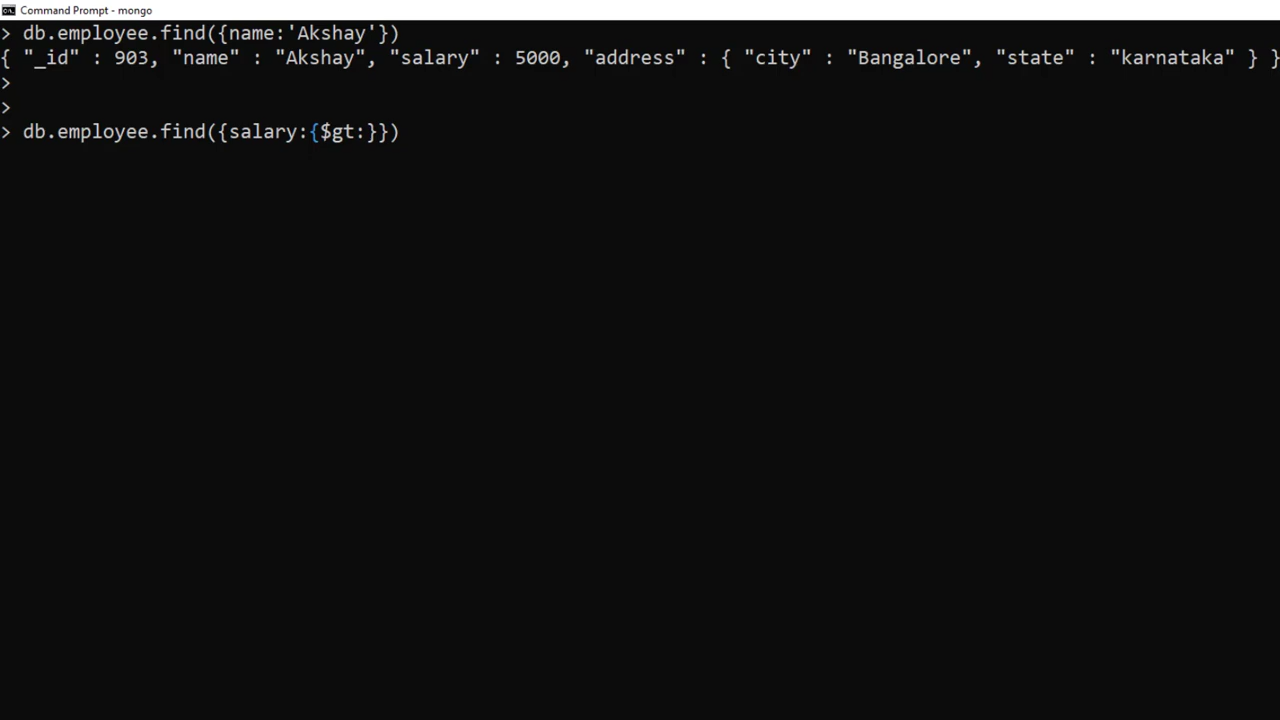 Command Prompt - mongo
> db.employee.find({name:'Akshay'})
{ "_id" : 903, "name" : "Akshay", "salary" : 5000, "address" : { "city" : "Bangalore", "state" : "karnataka" } }
>
>
> db.employee.find({salary:{$gt:}})